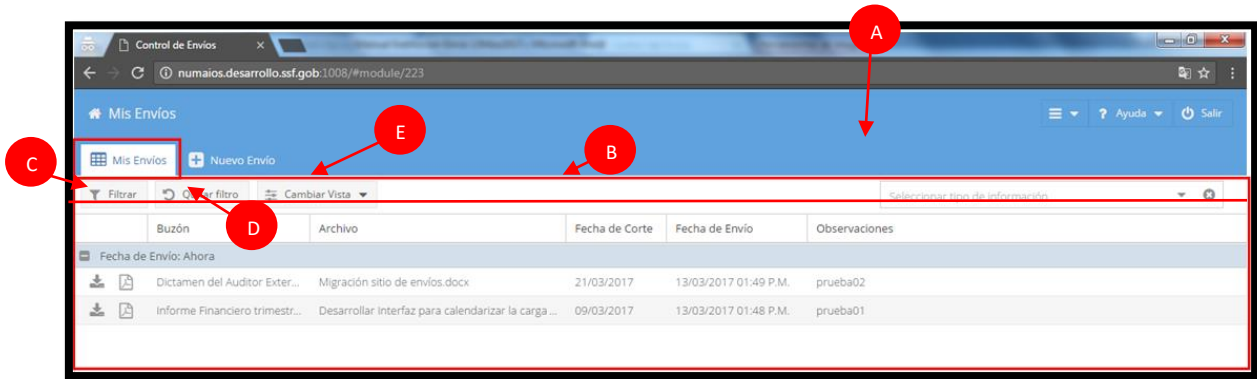 A
Control de Envíos
numaios.desarrollo.ssf.gob:1008/#module/223
Mis Envíos
Ayuda
Salir
E
B
C
Mis Envíos
Nuevo Envío
Filtrar
Quitar filtro
Cambiar Vista
Seleccionar tipo de información
D
Buzón Archivo Fecha de Corte Fecha de Envío Observaciones
Fecha de Envío: Ahora
Dictamen del Auditor Exter... Migración sitio de envíos.docx 21/03/2017 13/03/2017 01:49 P.M. prueba02
Informe Financiero trimestr... Desarrollar Interfaz para calendarizar la carga ... 09/03/2017 13/03/2017 01:48 P.M. prueba01